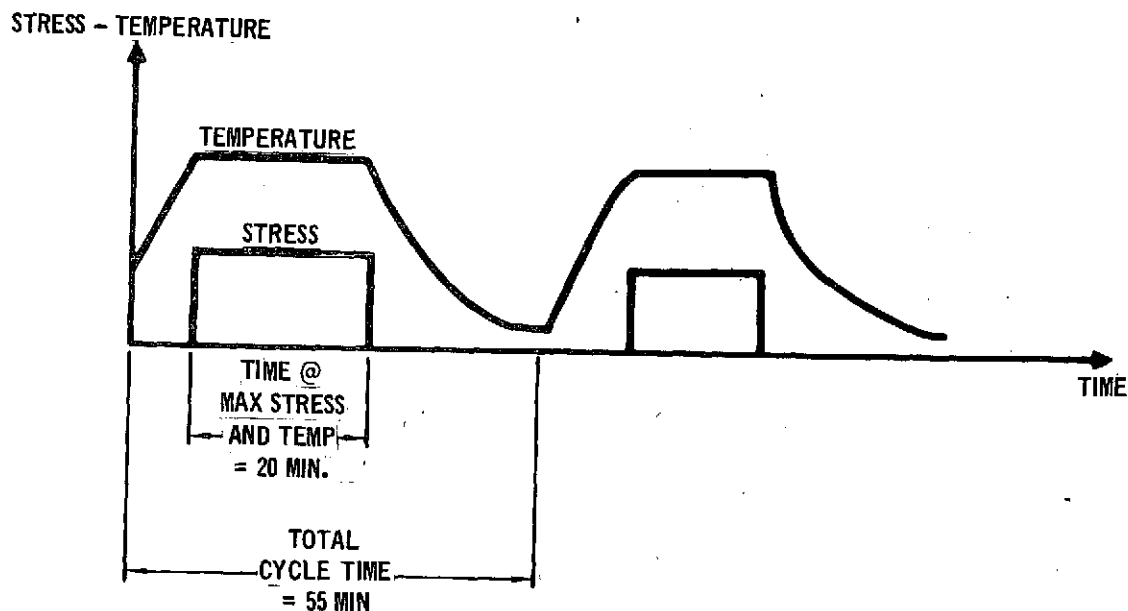 STRESS - TEMPERATURE
TEMPERATURE
STRESS
TIME @
MAX STRESS
AND TEMP
= 20 MIN.
TIME
TOTAL
CYCLE TIME
= 55 MIN